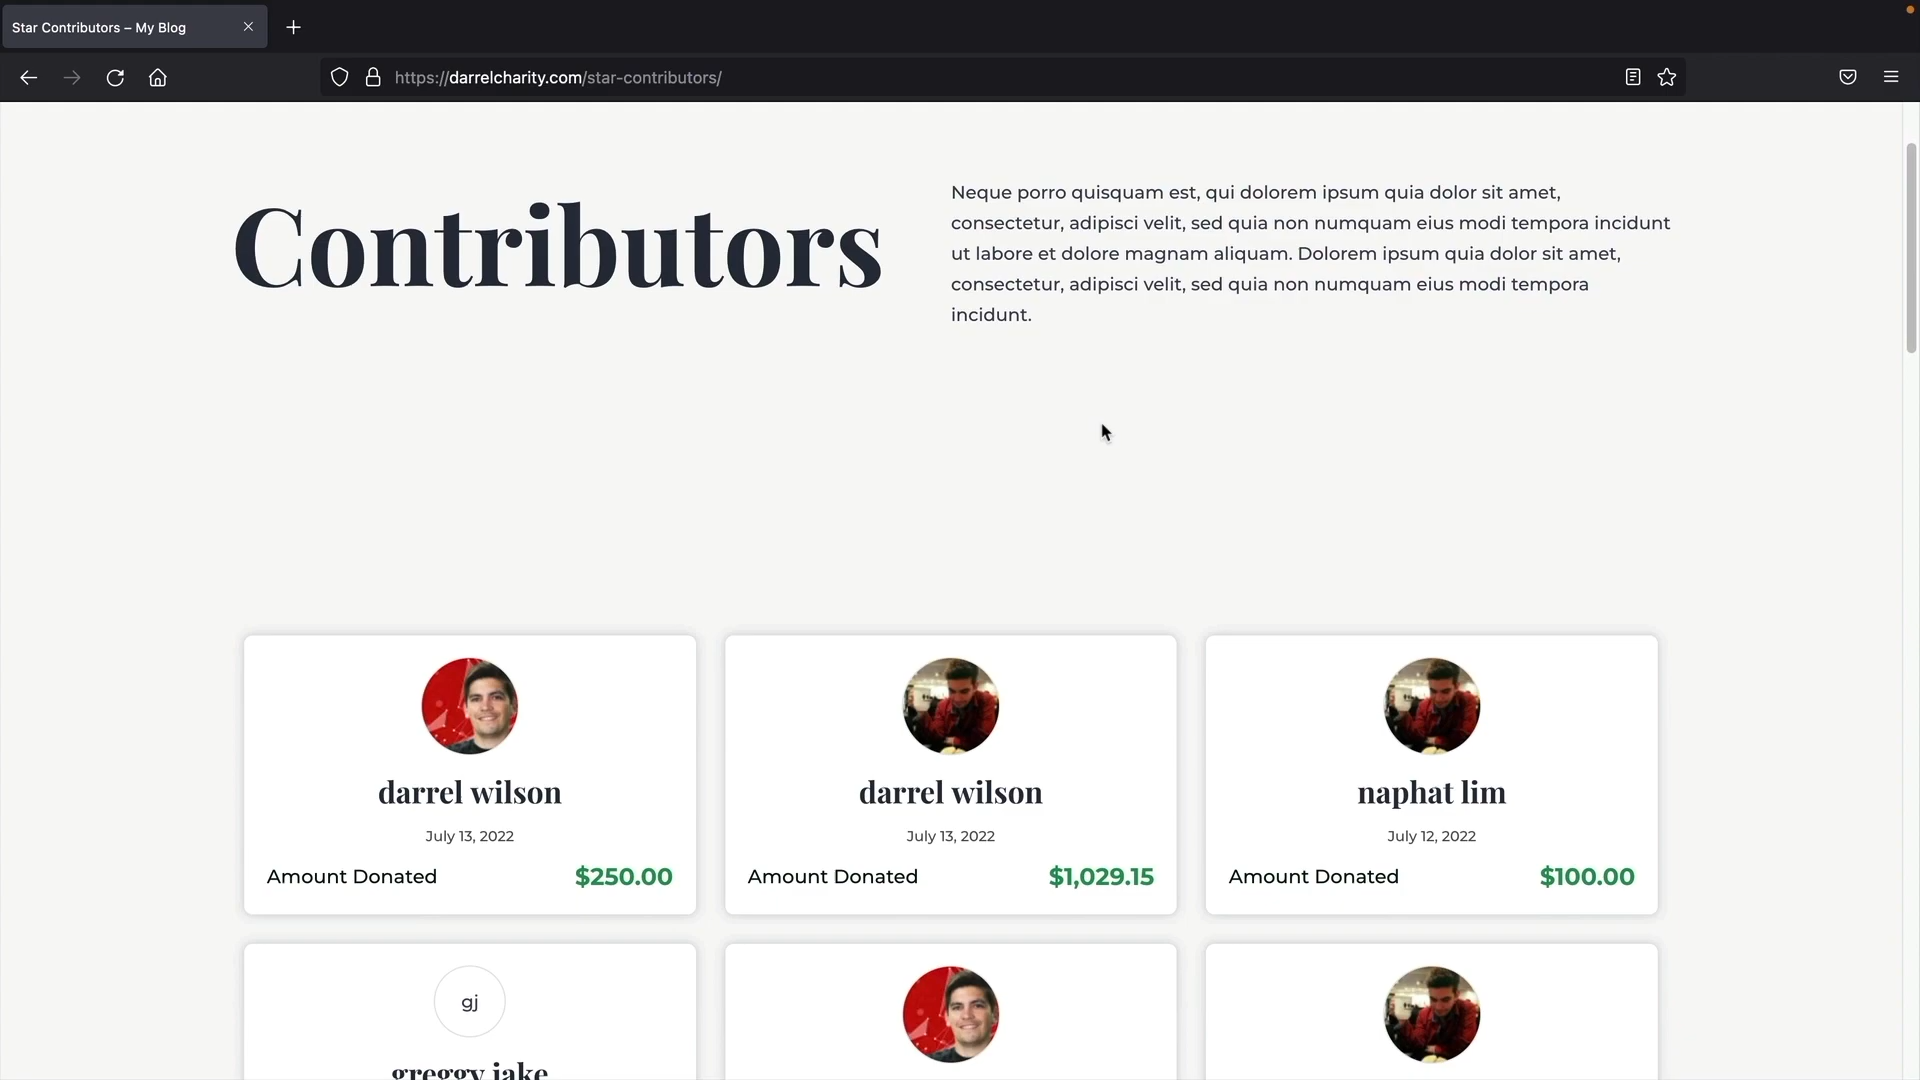 Star Contributors – My Blog
https://darrelcharity.com/star-contributors/
Contributors
Neque porro quisquam est, qui dolorem ipsum quia dolor sit amet,
consectetur, adipisci velit, sed quia non numquam eius modi tempora incidunt
ut labore et dolore magnam aliquam. Dolorem ipsum quia dolor sit amet,
consectetur, adipisci velit, sed quia non numquam eius modi tempora
incidunt.
darrel wilson
July 13, 2022
Amount Donated $250.00
darrel wilson
July 13, 2022
Amount Donated $1,029.15
naphat lim
July 12, 2022
Amount Donated $100.00
gj
greggy jake